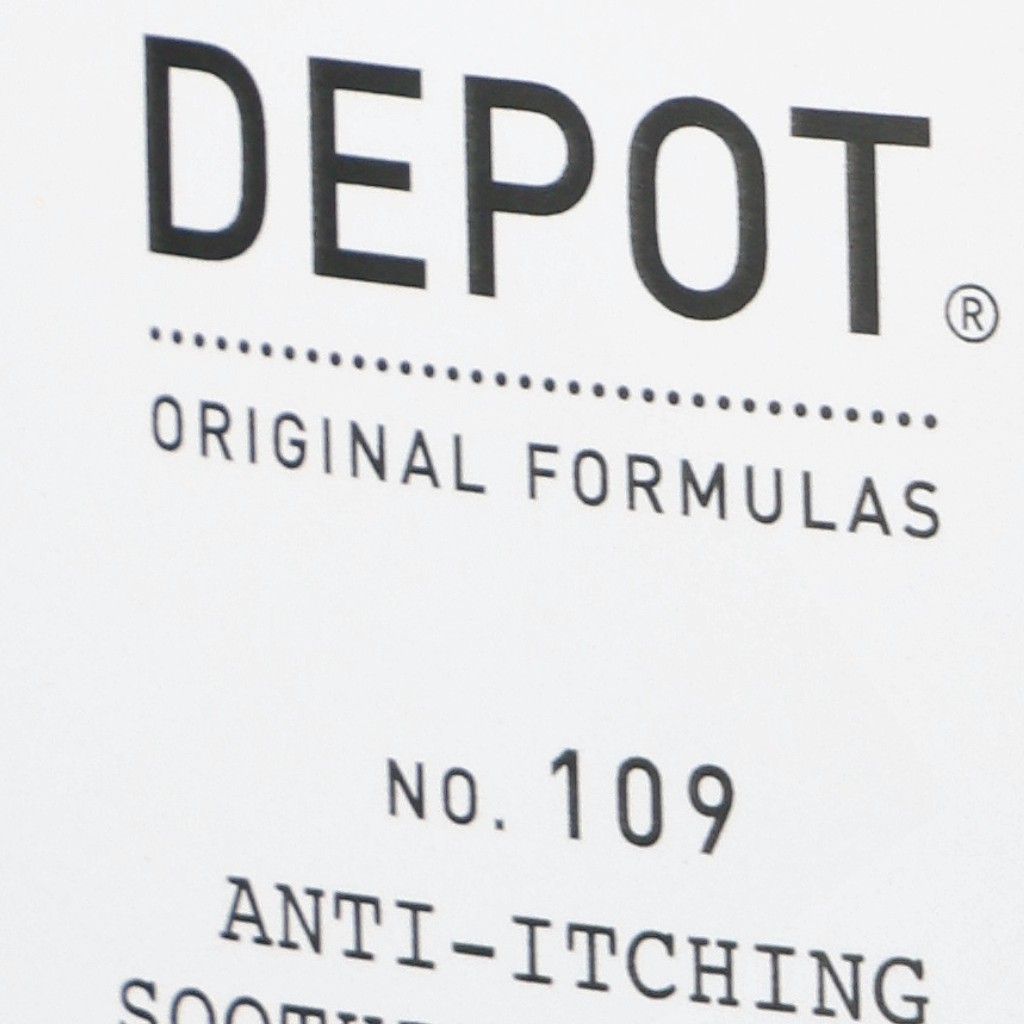 DEPOT®
ORIGINAL FORMULAS
NO. 109
ANTI-ITCHING